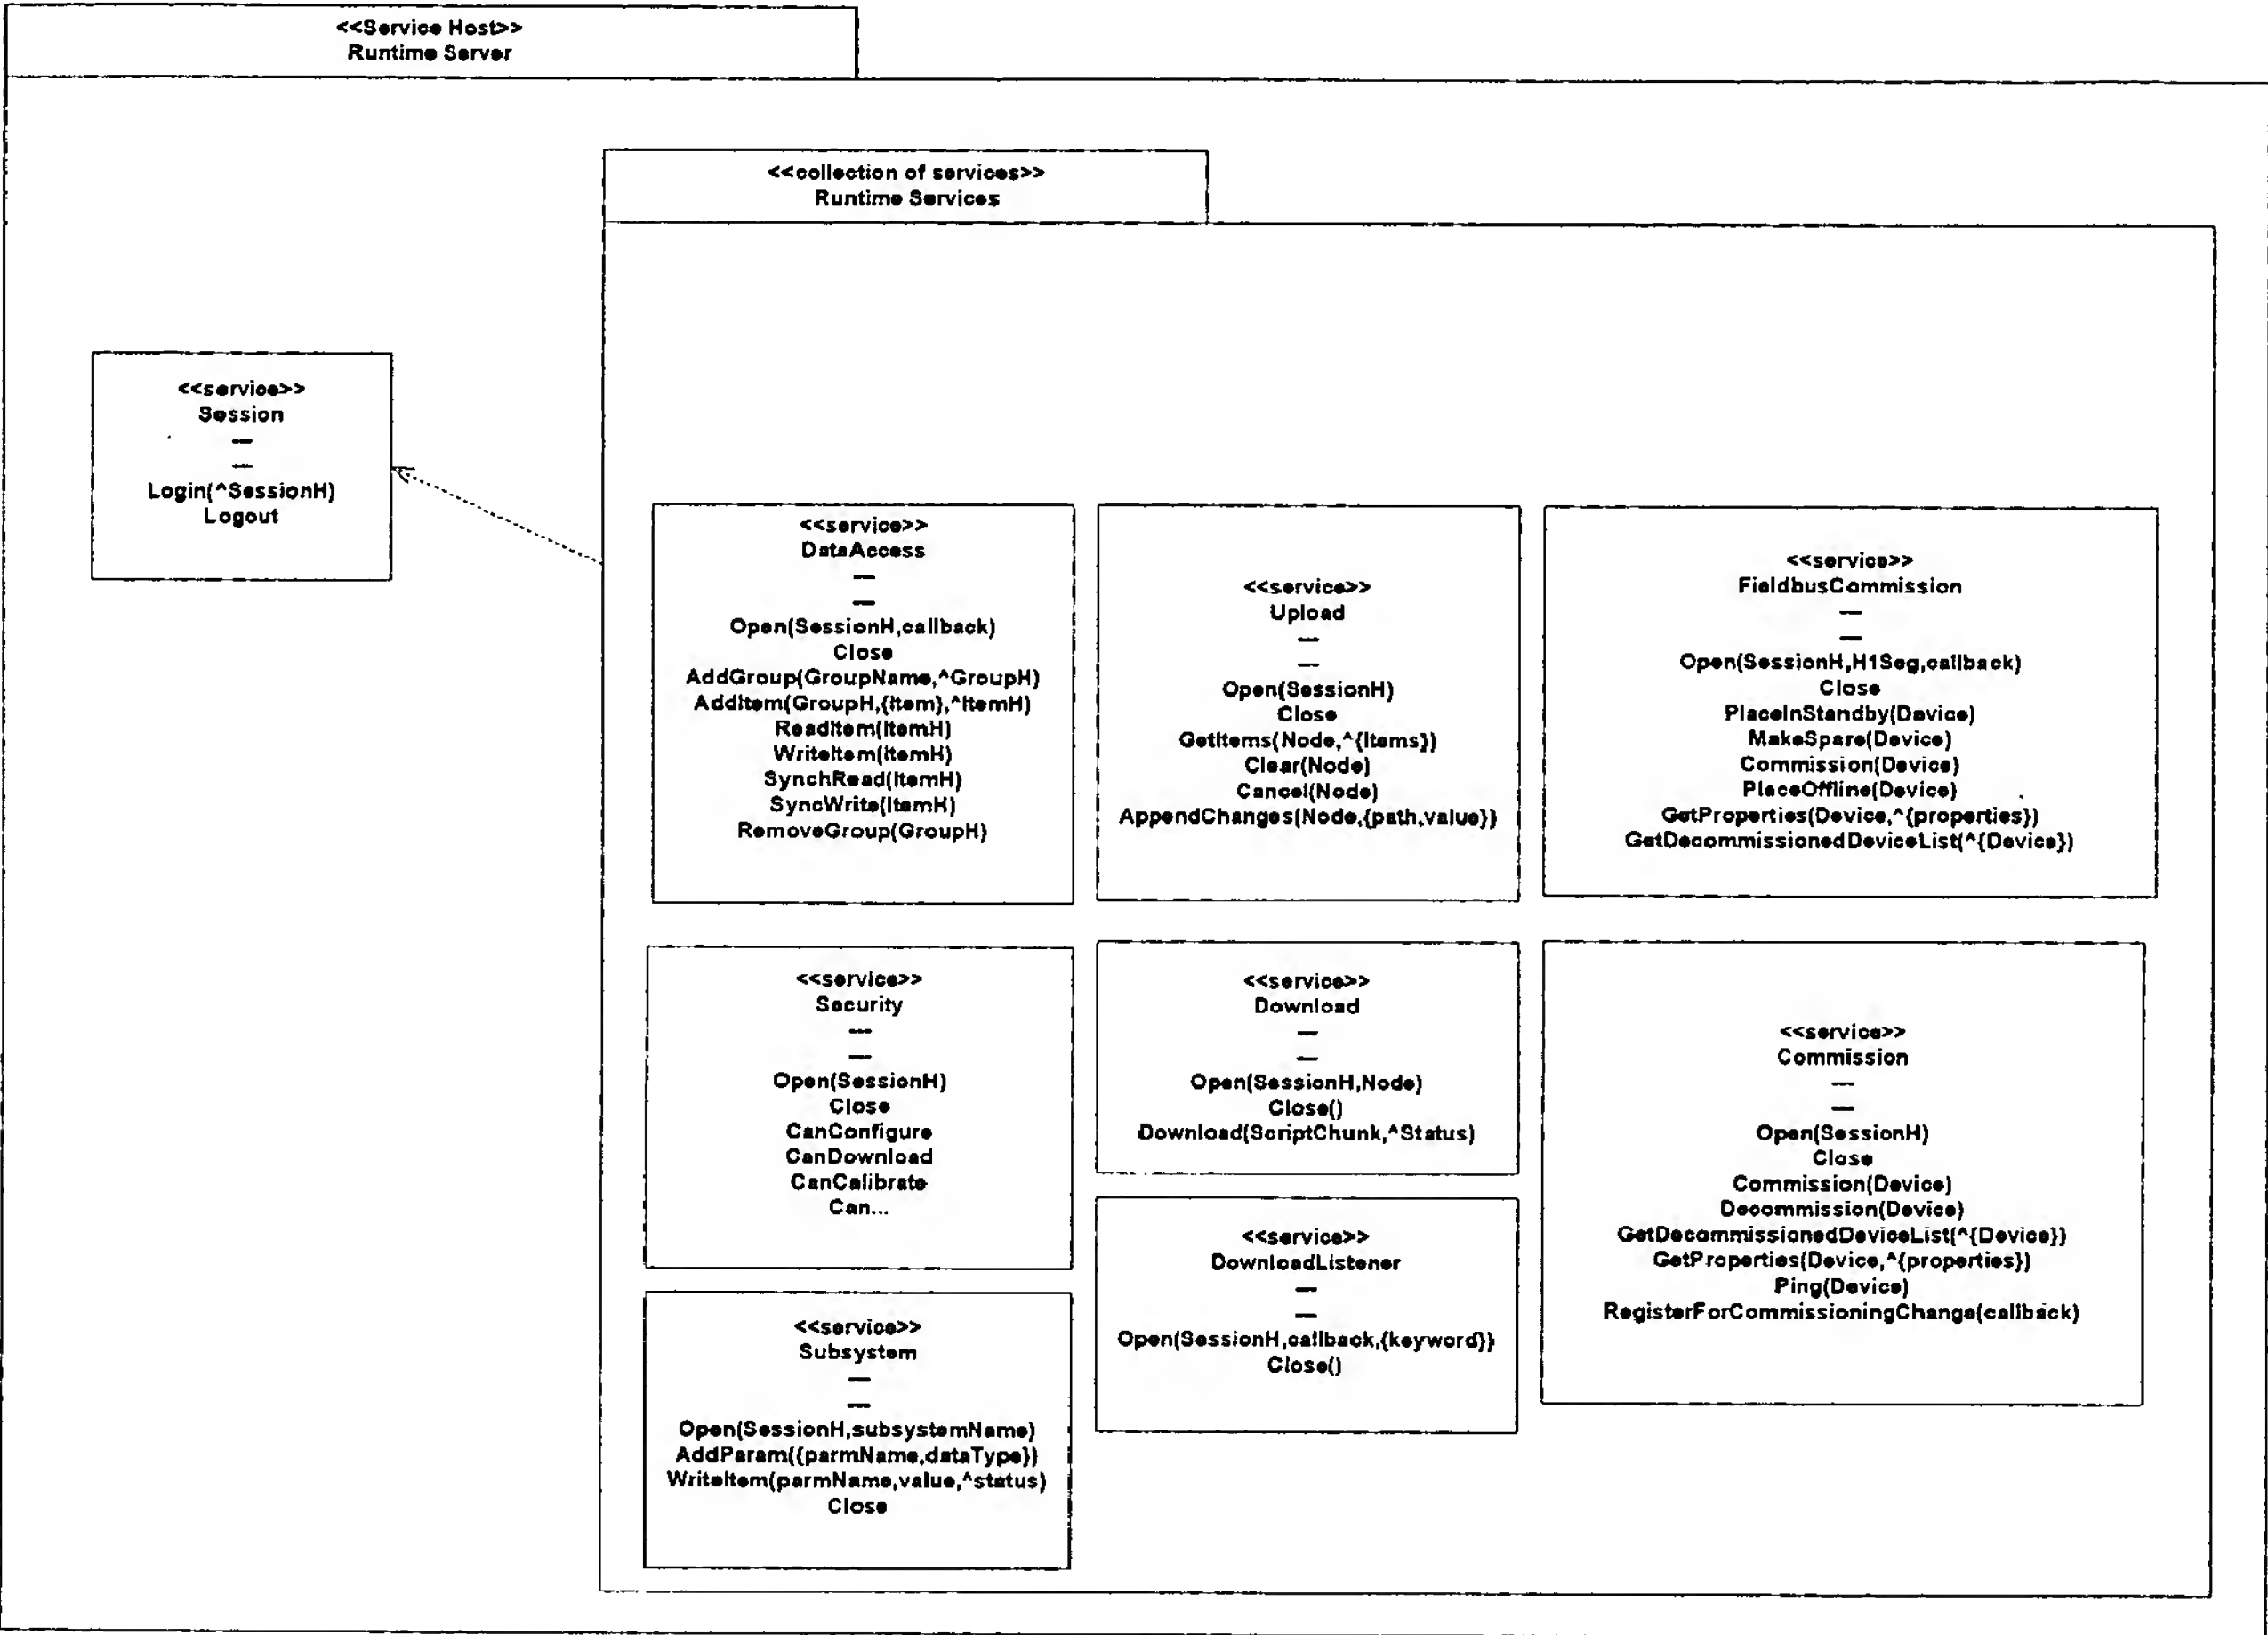 <<Service Host>>
Runtime Server
<<collection of services>>
Runtime Services
<<service>>
Session
—
—
Login(^SessionH)
Logout
<<service>>
DataAccess
—
—
Open(SessionH,callback)
Close
AddGroup(GroupName,^GroupH)
AddItem(GroupH,{Item},^ItemH)
ReadItem(ItemH)
WriteItem(ItemH)
SynchRead(ItemH)
SyncWrite(ItemH)
RemoveGroup(GroupH)
<<service>>
Upload
—
—
Open(SessionH)
Close
GetItems(Node,^{Items})
Clear(Node)
Cancel(Node)
AppendChanges(Node,{path,value})
<<service>>
FieldbusCommission
—
—
Open(SessionH,H1Seg,callback)
Close
PlaceInStandby(Device)
MakeSpare(Device)
Commission(Device)
PlaceOffline(Device)
GetProperties(Device,^{properties})
GetDecommissionedDeviceList(^{Device})
<<service>>
Security
—
—
Open(SessionH)
Close
CanConfigure
CanDownload
CanCalibrate
Can...
<<service>>
Download
—
—
Open(SessionH,Node)
Close()
Download(ScriptChunk,^Status)
<<service>>
Commission
—
—
Open(SessionH)
Close
Commission(Device)
Decommission(Device)
GetDecommissionedDeviceList(^{Device})
GetProperties(Device,^{properties})
Ping(Device)
RegisterForCommissioningChange(callback)
<<service>>
DownloadListener
—
—
Open(SessionH,callback,{keyword})
Close()
<<service>>
Subsystem
—
—
Open(SessionH,subsystemName)
AddParam({parmName,dataType})
WriteItem(parmName,value,^status)
Close